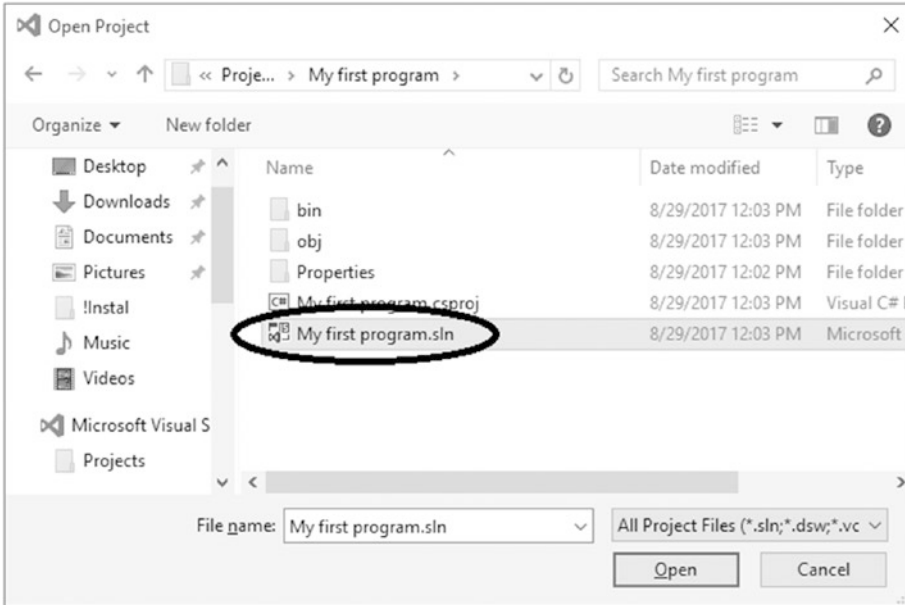 Open Project
« Proje... > My first program >
Search My first program
Organize
New folder
Name
Date modified
Type
Desktop
Downloads
Documents
Pictures
!Instal
Music
Videos
Microsoft Visual S
Projects
bin 8/29/2017 12:03 PM File folder
obj 8/29/2017 12:03 PM File folder
Properties 8/29/2017 12:02 PM File folder
C# My first program.csproj 8/29/2017 12:03 PM Visual C#
My first program.sln 8/29/2017 12:03 PM Microsoft
File name: My first program.sln
All Project Files (*.sln;*.dsw;*.vc
Open
Cancel